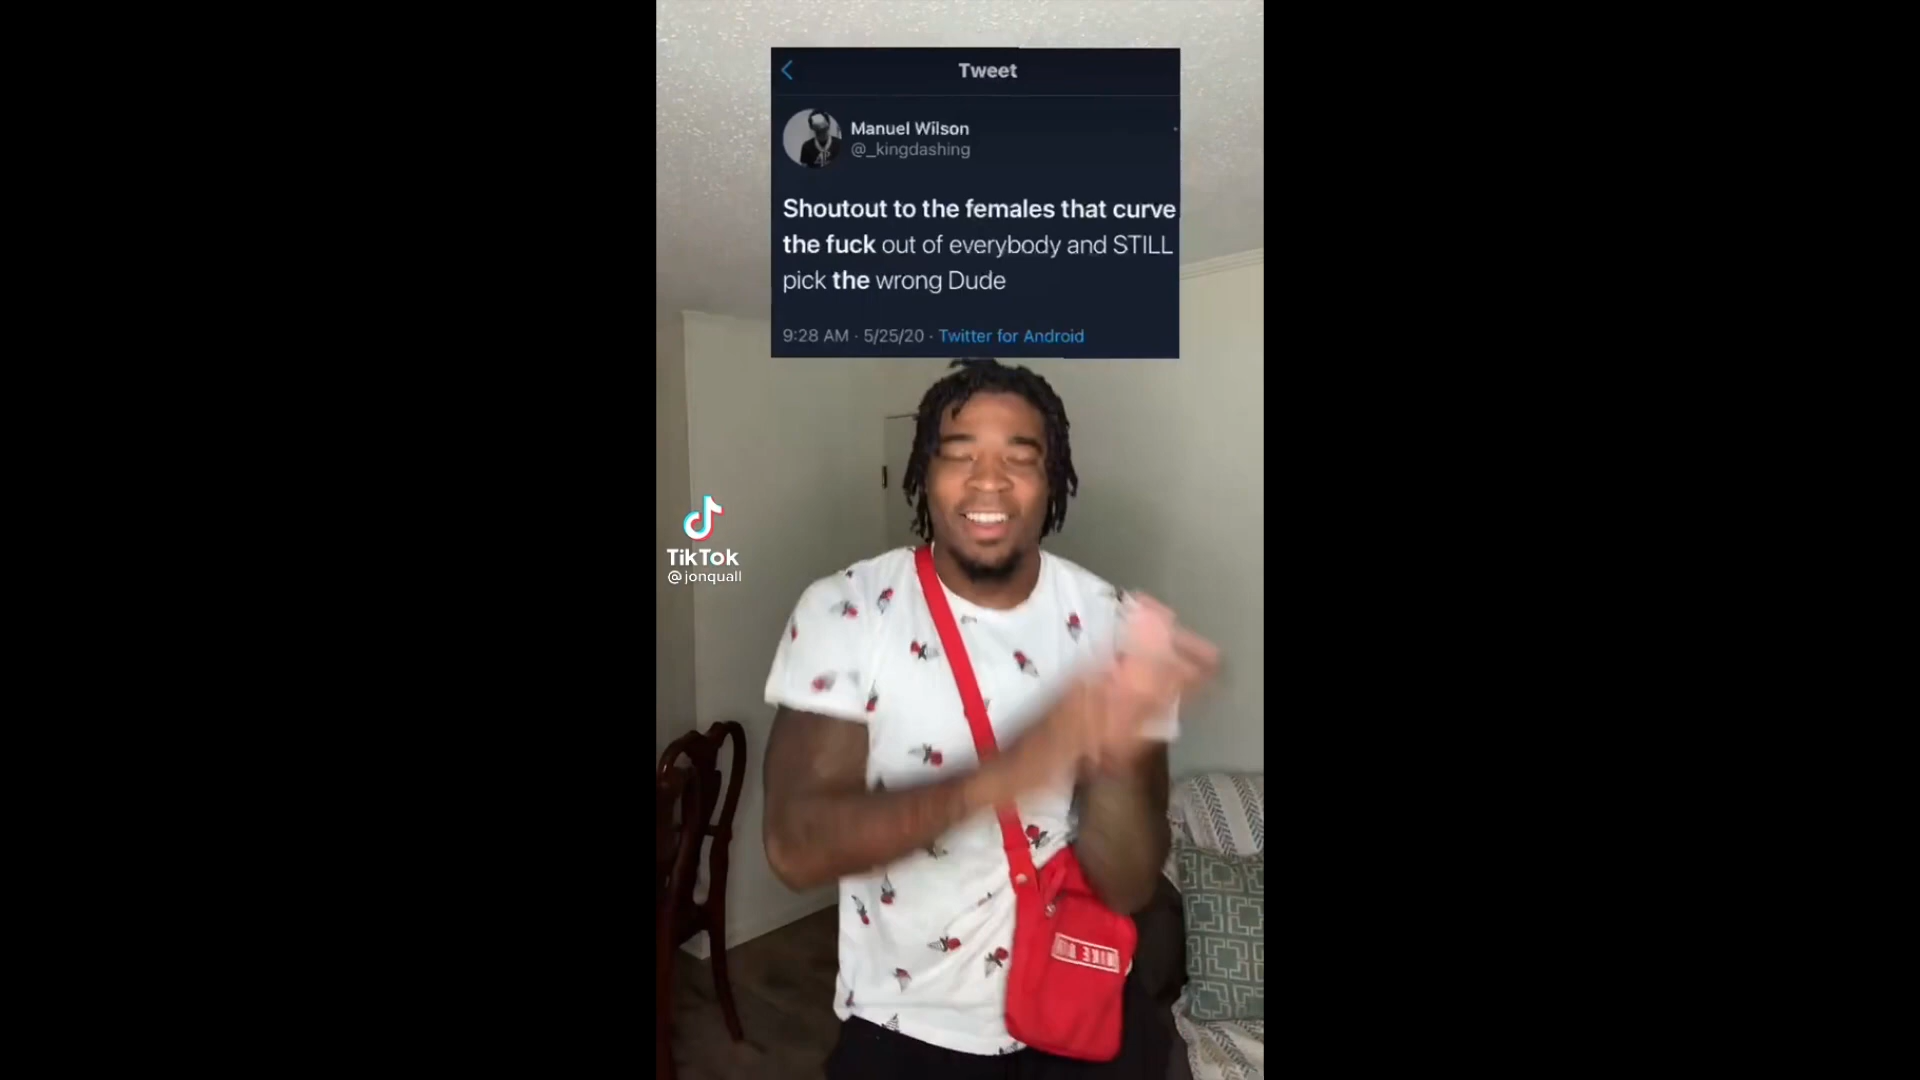 Tweet
Manuel Wilson
@_kingdashing
Shoutout to the females that curve
the fuck out of everybody and STILL
pick the wrong Dude
9:28 AM · 5/25/20 · Twitter for Android
TikTok
@jonquall